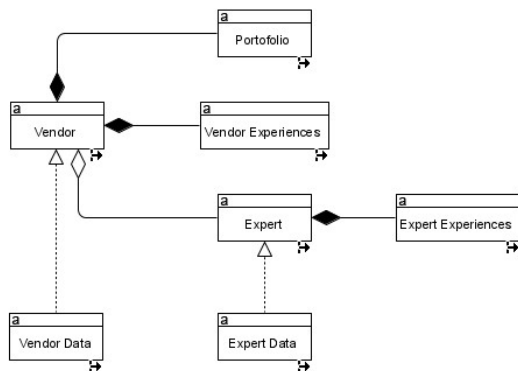 a
Portofolio
a
Vendor
a
Vendor Experiences
a
Expert
a
Expert Experiences
a
Vendor Data
a
Expert Data